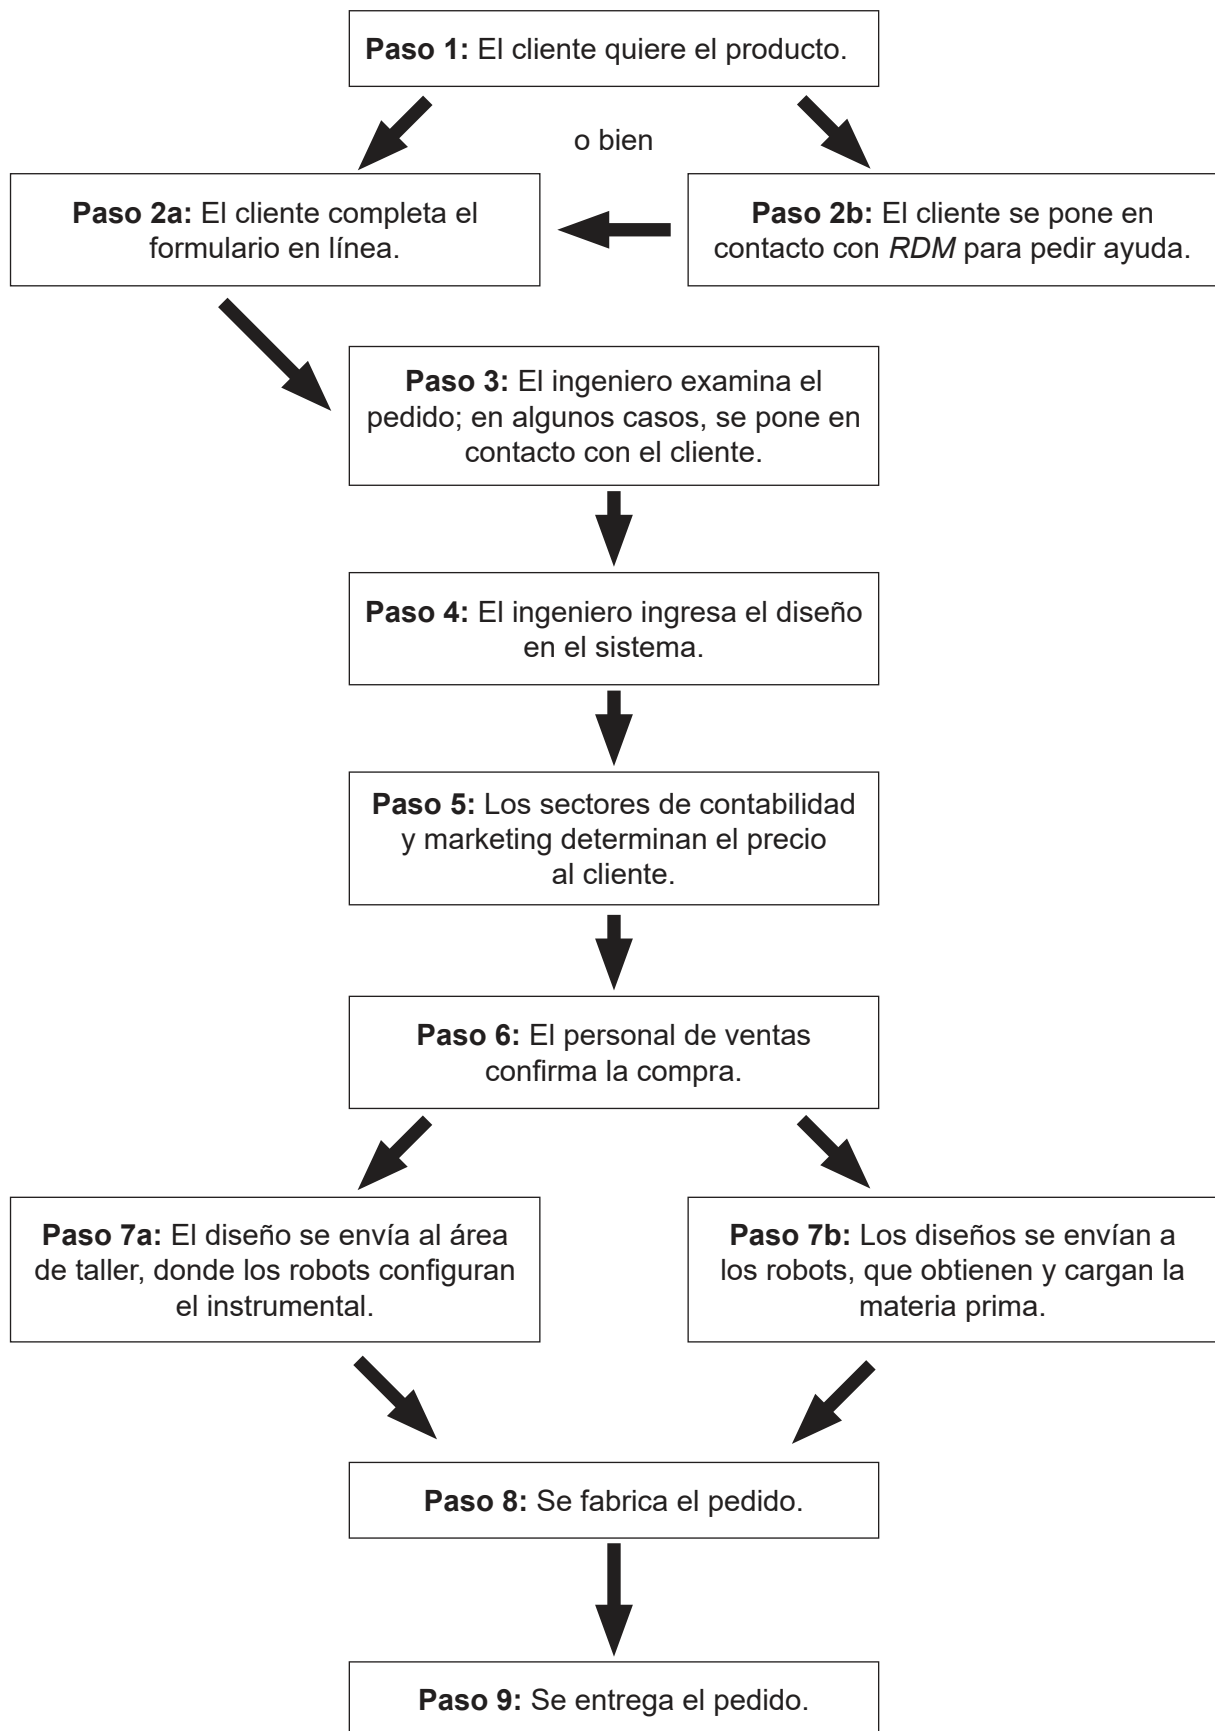 Paso 1: El cliente quiere el producto.
o bien
Paso 2a: El cliente completa el
formulario en línea.
Paso 2b: El cliente se pone en
contacto con RDM para pedir ayuda.
Paso 3: El ingeniero examina el
pedido; en algunos casos, se pone en
contacto con el cliente.
Paso 4: El ingeniero ingresa el diseño
en el sistema.
Paso 5: Los sectores de contabilidad
y marketing determinan el precio
al cliente.
Paso 6: El personal de ventas
confirma la compra.
Paso 7a: El diseño se envía al área
de taller, donde los robots configuran
el instrumental.
Paso 7b: Los diseños se envían a
los robots, que obtienen y cargan la
materia prima.
Paso 8: Se fabrica el pedido.
Paso 9: Se entrega el pedido.